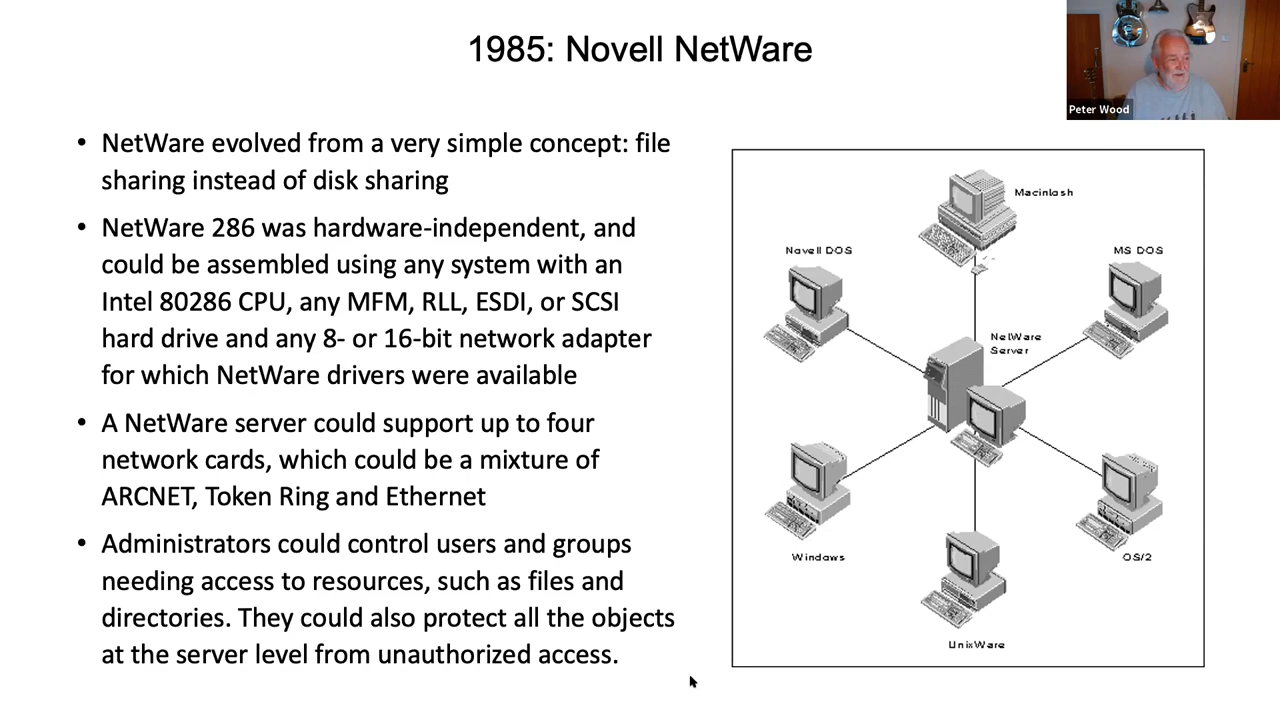 1985: Novell NetWare
Peter Wood
• NetWare evolved from a very simple concept: file
sharing instead of disk sharing
• NetWare 286 was hardware-independent, and
could be assembled using any system with an
Intel 80286 CPU, any MFM, RLL, ESDI, or SCSI
hard drive and any 8- or 16-bit network adapter
for which NetWare drivers were available
• A NetWare server could support up to four
network cards, which could be a mixture of
ARCNET, Token Ring and Ethernet
• Administrators could control users and groups
needing access to resources, such as files and
directories. They could also protect all the objects
at the server level from unauthorized access.
Macintosh
Novell DOS
MS DOS
NetWare
Server
Windows
OS/2
UnixWare